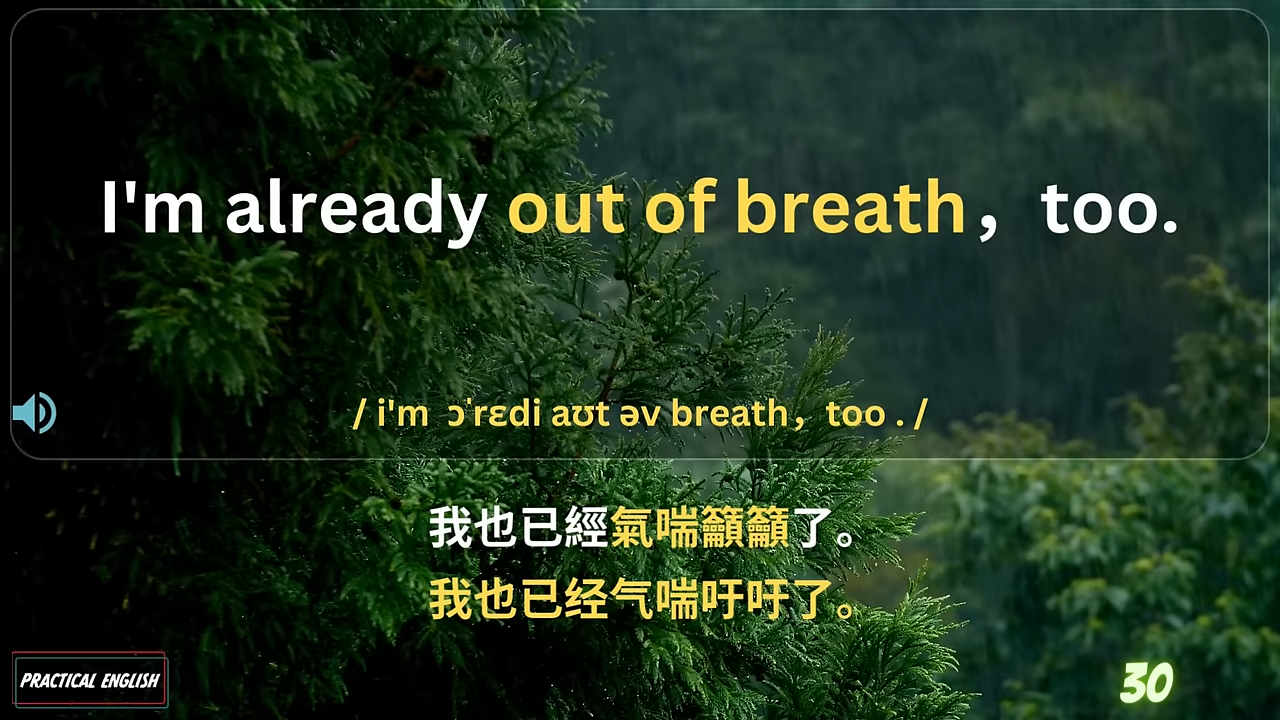 I'm already out of breath，too.
/ i'm ɔˈrɛdi aʊt əv breath，too . /
我也已經氣喘籲籲了。
我也已经气喘吁吁了。
PRACTICAL ENGLISH
30